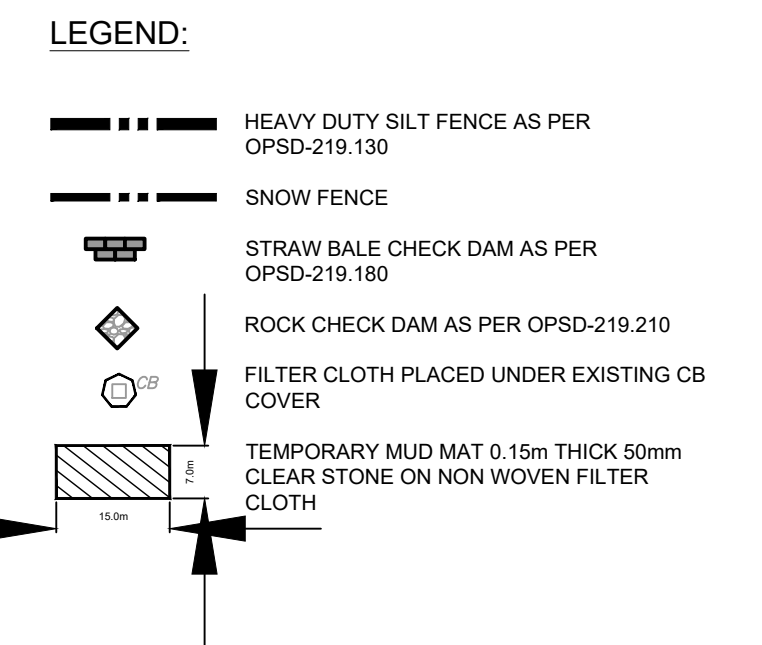 LEGEND:
HEAVY DUTY SILT FENCE AS PER
OPSD-219.130
SNOW FENCE
STRAW BALE CHECK DAM AS PER
OPSD-219.180
ROCK CHECK DAM AS PER OPSD-219.210
CB
FILTER CLOTH PLACED UNDER EXISTING CB
COVER
7.0m
15.0m
TEMPORARY MUD MAT 0.15m THICK 50mm
CLEAR STONE ON NON WOVEN FILTER
CLOTH